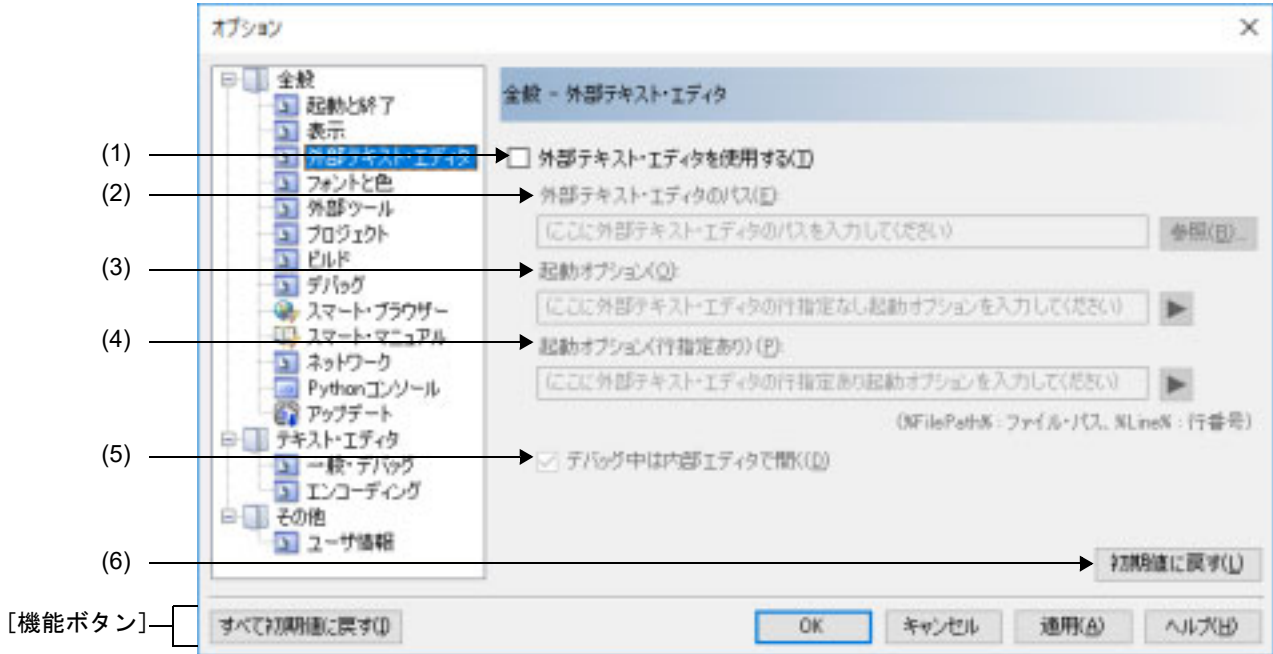 オプション
全般
起動と終了
表示
外部テキスト・エディタ
フォントと色
外部ツール
プロジェクト
ビルド
デバッグ
スマート・ブラウザー
スマート・マニュアル
ネットワーク
Pythonコンソール
アップデート
テキスト・エディタ
一般・デバッグ
エンコーディング
その他
ユーザ情報
全般 - 外部テキスト・エディタ
(1)
外部テキスト・エディタを使用する(T)
(2)
外部テキスト・エディタのパス(E):
(ここに外部テキスト・エディタのパスを入力してください)
参照(R)...
(3)
起動オプション(O):
(ここに外部テキスト・エディタの行指定なし起動オプションを入力してください)
(4)
起動オプション(行指定あり)(P):
(ここに外部テキスト・エディタの行指定あり起動オプションを入力してください)
(%FilePath% : ファイル・パス、%Line% : 行番号)
(5)
デバッグ中は内部エディタで開く(D)
(6)
初期値に戻す(L)
[機能ボタン]
すべて初期値に戻す(I)
OK
キャンセル
適用(A)
ヘルプ(H)